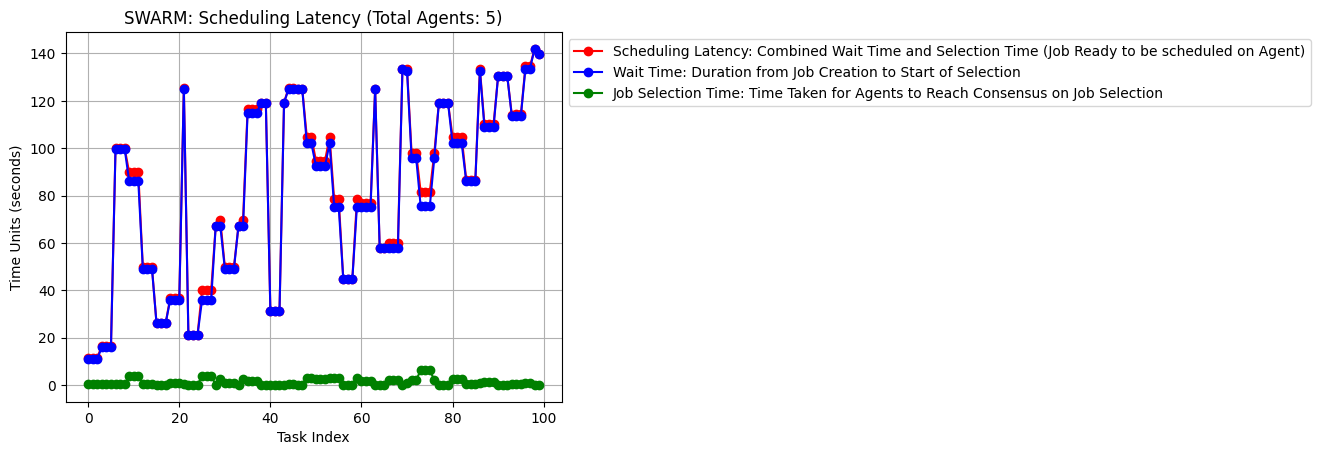 SWARM: Scheduling Latency (Total Agents: 5)
Scheduling Latency: Combined Wait Time and Selection Time (Job Ready to be scheduled on Agent)
Wait Time: Duration from Job Creation to Start of Selection
Job Selection Time: Time Taken for Agents to Reach Consensus on Job Selection
Time Units (seconds)
140
120
100
80
60
40
20
0
0 20 40 60 80 100
Task Index